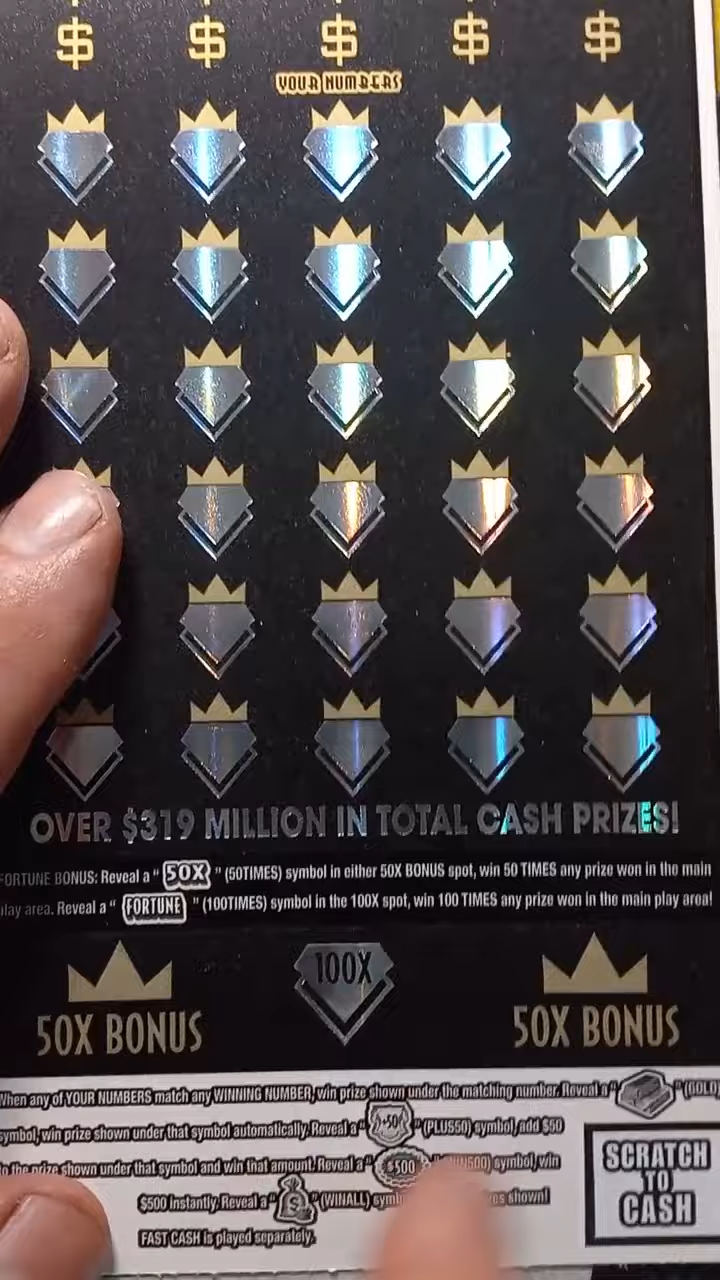 $ $ $ $ $
YOUR NUMBERS
OVER $319 MILLION IN TOTAL CASH PRIZES!
FORTUNE BONUS: Reveal a "50X" (50TIMES) symbol in either 50X BONUS spot, win 50 TIMES any prize won in the main
play area. Reveal a "FORTUNE" (100TIMES) symbol in the 100X spot, win 100 TIMES any prize won in the main play area!
50X BONUS
100X
50X BONUS
When any of YOUR NUMBERS match any WINNING NUMBER, win prize shown under the matching number. Reveal a " " (GOLD)
symbol, win prize shown under that symbol automatically. Reveal a "+50" (PLUS50) symbol, add $50
to the prize shown under that symbol and win that amount. Reveal a "$500" symbol, win
$500 instantly. Reveal a " " (WINALL) shown!
FAST CASH is played separately.
SCRATCH
TO
CASH